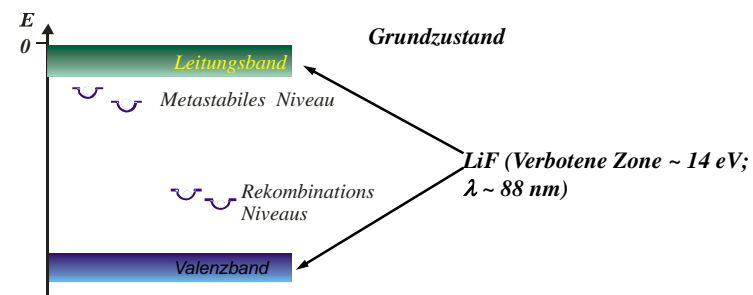 E
0
Grundzustand
Leitungsband
Metastabiles Niveau
LiF (Verbotene Zone ~ 14 eV;
λ ~ 88 nm)
Rekombinations
Niveaus
Valenzband